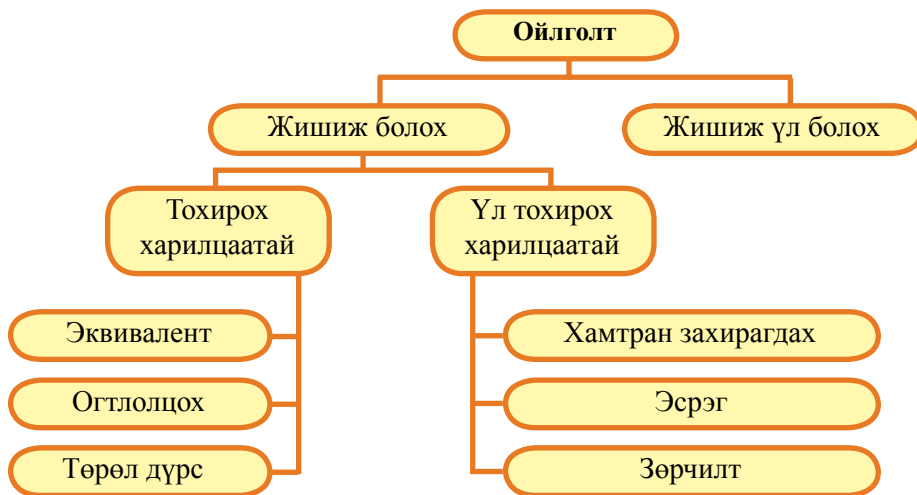 Ойлголт
Жишиж болох
Жишиж үл болох
Тохирох
харилцаатай
Үл тохирох
харилцаатай
Эквивалент
Огтлолцох
Төрөл дүрс
Хамтран захирагдах
Эсрэг
Зөрчилт